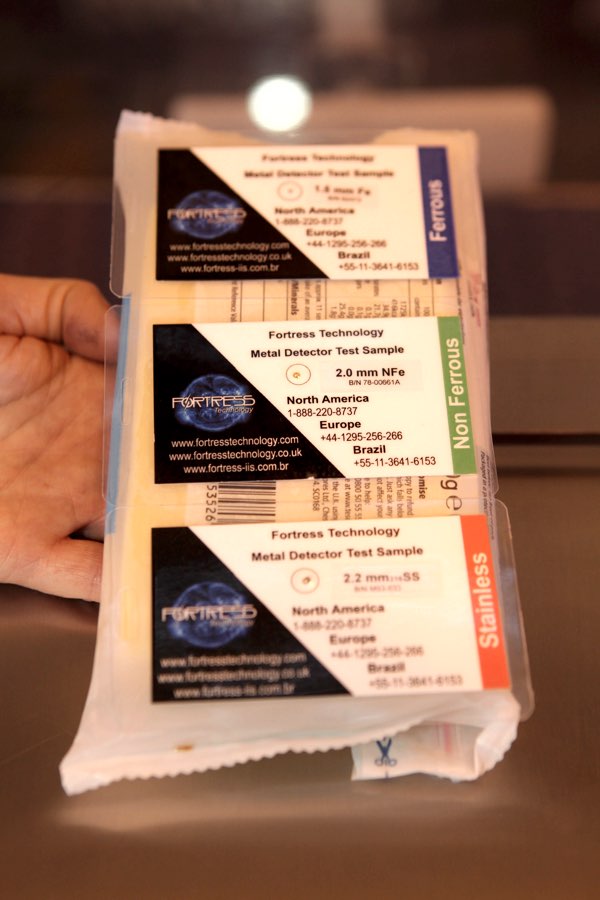 Fortress Technology
Metal Detector Test Sample
Fe
FORTRESS
Technology
North America
1-888-220-8737
Europe
+44-1295-256-266
Brazil
+55-11-3641-6153
www.fortresstechnology.com
www.fortresstechnology.co.uk
www.fortress-iis.com.br
Ferrous
Minerals
Fortress Technology
Metal Detector Test Sample
2.0 mm NFe
B/N 78-00661A
FORTRESS
Technology
North America
1-888-220-8737
Europe
+44-1295-256-266
Brazil
+55-11-3641-6153
www.fortresstechnology.com
www.fortresstechnology.co.uk
www.fortress-iis.com.br
Non Ferrous
53526
g e
Fortress Technology
Metal Detector Test Sample
2.2 mm SS
FORTRESS
Technology
North America
1-888-220-8737
Europe
+44-1295-256-266
Brazil
+55-11-3641-6153
www.fortresstechnology.com
www.fortresstechnology.co.uk
www.fortress-iis.com.br
Stainless